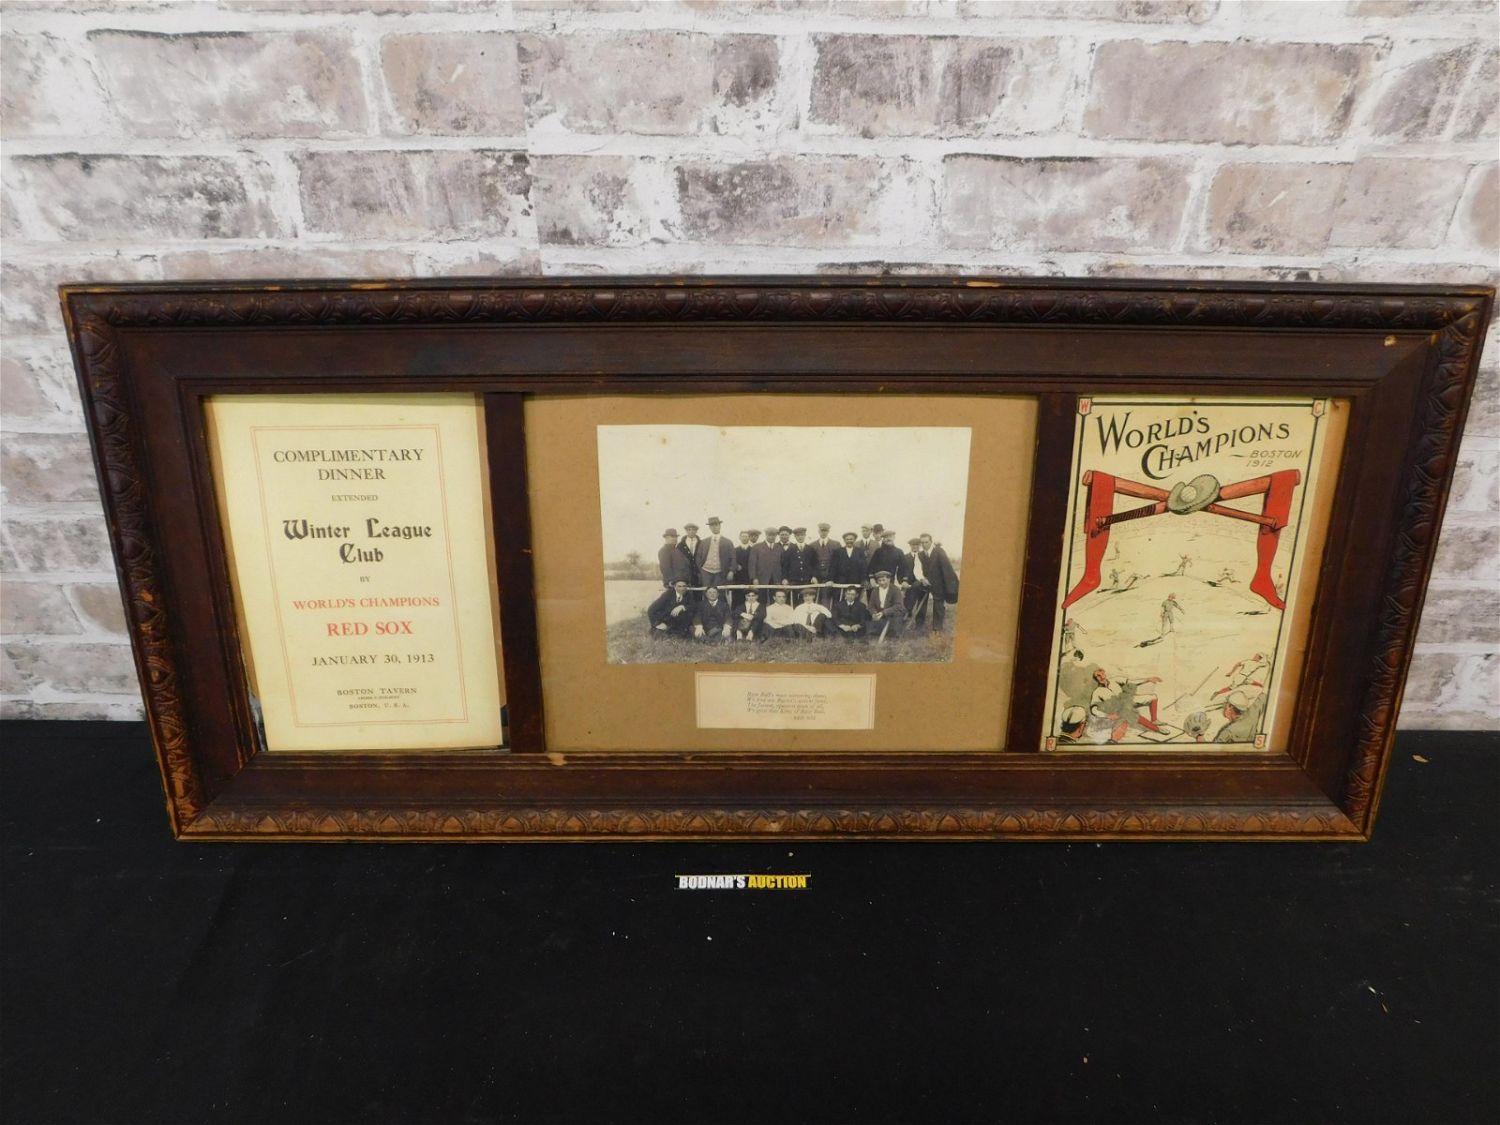 COMPLIMENTARY
DINNER
EXTENDED
Winter League
Club
BY
WORLD'S CHAMPIONS
RED SOX
JANUARY 30, 1913
BOSTON TAVERN
BOSTON, U. S. A.
WORLD'S
CHAMPIONS
BOSTON
1912
W
C
U
S
BODNAR'S AUCTION